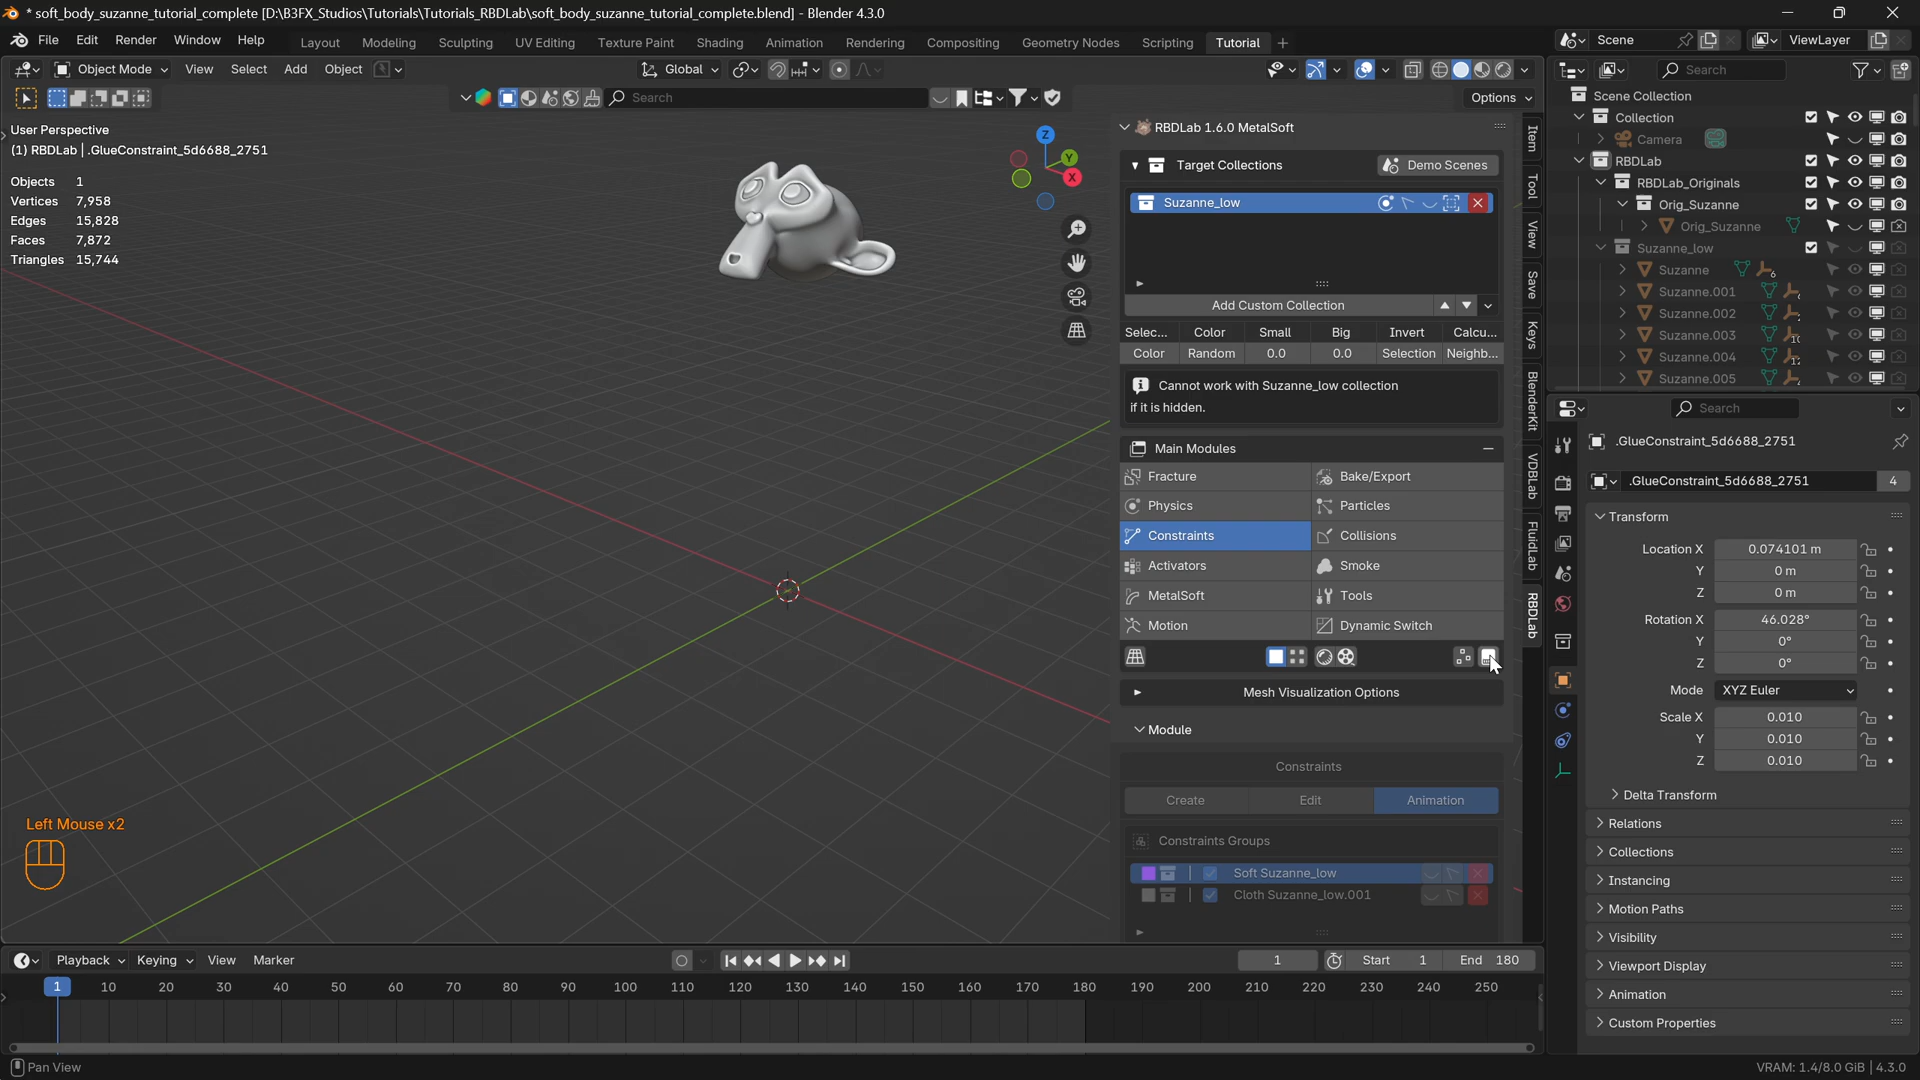 * soft_body_suzanne_tutorial_complete [D:\B3FX_Studios\Tutorials\Tutorials_RBDLab\soft_body_suzanne_tutorial_complete.blend] - Blender 4.3.0
File Edit Render Window Help Layout Modeling Sculpting UV Editing Texture Paint Shading Animation Rendering Compositing Geometry Nodes Scripting Tutorial + Scene ViewLayer
Object Mode View Select Add Object Global Search
Search Options
User Perspective
(1) RBDLab | .GlueConstraint_5d6688_2751
Objects 1
Vertices 7,958
Edges 15,828
Faces 7,872
Triangles 15,744
Z
Y
X
RBDLab 1.6.0 MetalSoft
Target Collections Demo Scenes
Suzanne_low
Add Custom Collection
Selec... Color Small Big Invert Calcu...
Color Random 0.0 0.0 Selection Neighb...
Cannot work with Suzanne_low collection
if it is hidden.
Main Modules
Fracture Bake/Export
Physics Particles
Constraints Collisions
Activators Smoke
MetalSoft Tools
Motion Dynamic Switch
Mesh Visualization Options
Module
Constraints
Create Edit Animation
Constraints Groups
Soft Suzanne_low
Cloth Suzanne_low.001
Item
Tool
View
Save
Keys
BlenderKit
VDBLab
FluidLab
RBDLab
Scene Collection
Collection
Camera
RBDLab
RBDLab_Originals
Orig_Suzanne
Orig_Suzanne
Suzanne_low
Suzanne 6
Suzanne.001
Suzanne.002
Suzanne.003 10
Suzanne.004 12
Suzanne.005
Search
.GlueConstraint_5d6688_2751
.GlueConstraint_5d6688_2751 4
Transform
Location X 0.074101 m
Y 0 m
Z 0 m
Rotation X 46.028°
Y 0°
Z 0°
Mode XYZ Euler
Scale X 0.010
Y 0.010
Z 0.010
Delta Transform
Relations
Collections
Instancing
Motion Paths
Visibility
Viewport Display
Animation
Custom Properties
Left Mouse x2
Playback Keying View Marker 1 Start 1 End 180
1 10 20 30 40 50 60 70 80 90 100 110 120 130 140 150 160 170 180 190 200 210 220 230 240 250
Pan View VRAM: 1.4/8.0 GiB | 4.3.0